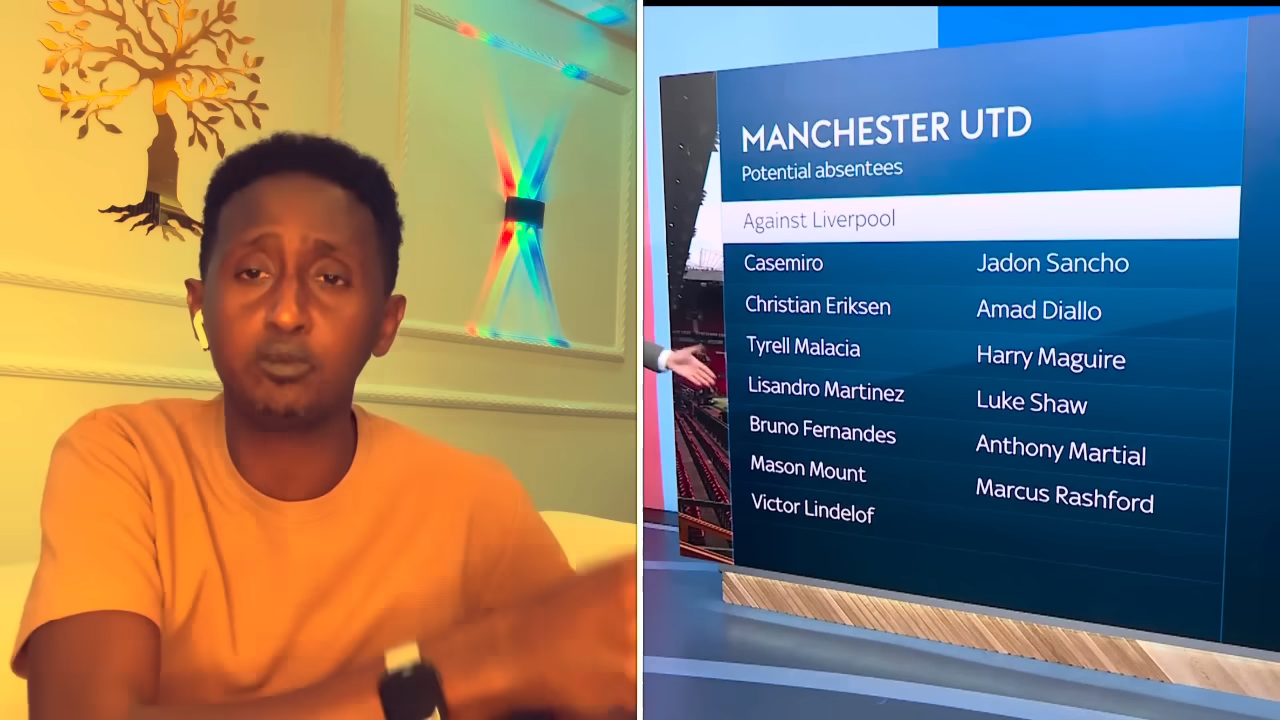 MANCHESTER UTD
Potential absentees
Against Liverpool
Casemiro
Christian Eriksen
Tyrell Malacia
Lisandro Martinez
Bruno Fernandes
Mason Mount
Victor Lindelof
Jadon Sancho
Amad Diallo
Harry Maguire
Luke Shaw
Anthony Martial
Marcus Rashford